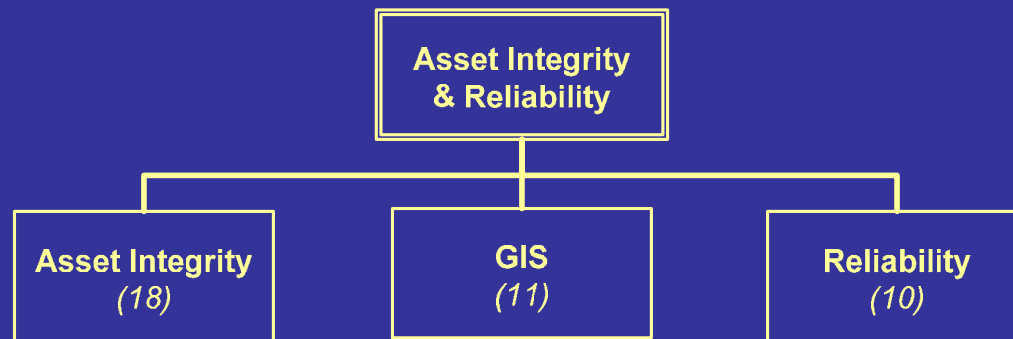 Asset Integrity
& Reliability
Asset Integrity
(18)
GIS
(11)
Reliability
(10)